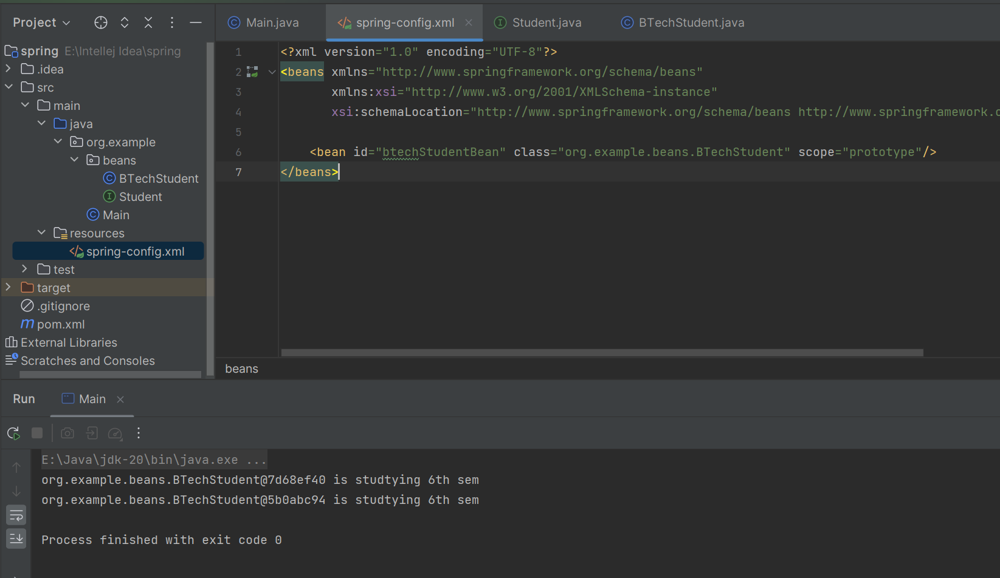 Project
Main.java
spring-config.xml
Student.java
BTechStudent.java
spring E:\Intellej Idea\spring
.idea
src
main
java
org.example
beans
BTechStudent
Student
Main
resources
spring-config.xml
test
target
.gitignore
pom.xml
External Libraries
Scratches and Consoles
1 <?xml version="1.0" encoding="UTF-8"?>
2 <beans xmlns="http://www.springframework.org/schema/beans"
3 xmlns:xsi="http://www.w3.org/2001/XMLSchema-instance"
4 xsi:schemaLocation="http://www.springframework.org/schema/beans http://www.springframework.o
5
6 <bean id="btechStudentBean" class="org.example.beans.BTechStudent" scope="prototype"/>
7 </beans>
beans
Run Main
E:\Java\jdk-20\bin\java.exe ...
org.example.beans.BTechStudent@7d68ef40 is studtying 6th sem
org.example.beans.BTechStudent@5b0abc94 is studtying 6th sem
Process finished with exit code 0